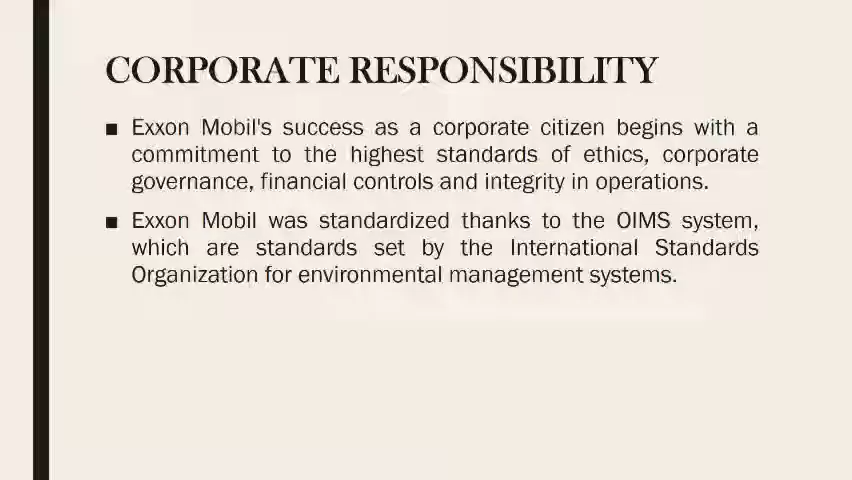 CORPORATE RESPONSIBILITY
■ Exxon Mobil's success as a corporate citizen begins with a
commitment to the highest standards of ethics, corporate
governance, financial controls and integrity in operations.
■ Exxon Mobil was standardized thanks to the OIMS system,
which are standards set by the International Standards
Organization for environmental management systems.